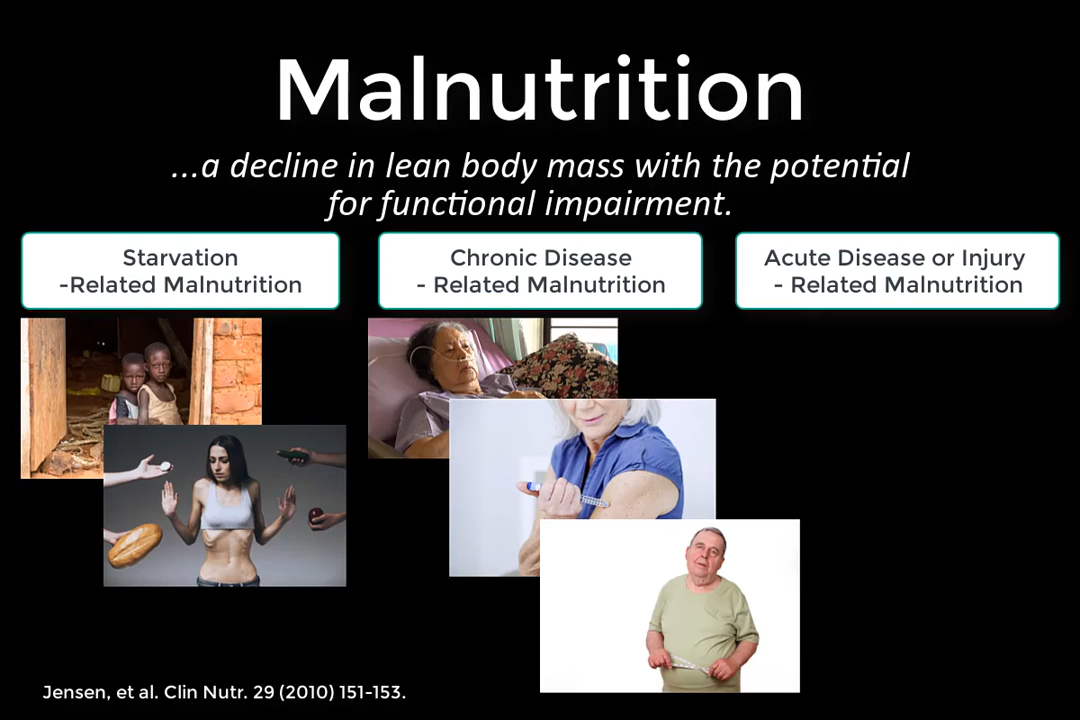 Malnutrition
...a decline in lean body mass with the potential
for functional impairment.
Starvation
-Related Malnutrition
Chronic Disease
- Related Malnutrition
Acute Disease or Injury
- Related Malnutrition
Jensen, et al. Clin Nutr. 29 (2010) 151-153.